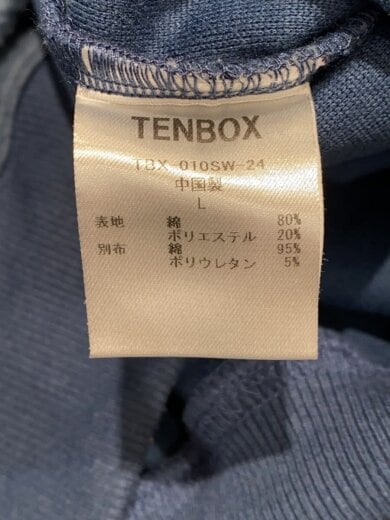 TENBOX
TBX-010SW-24
中国製
L
表地 綿 80%
ポリエステル 20%
別布 綿 95%
ポリウレタン 5%